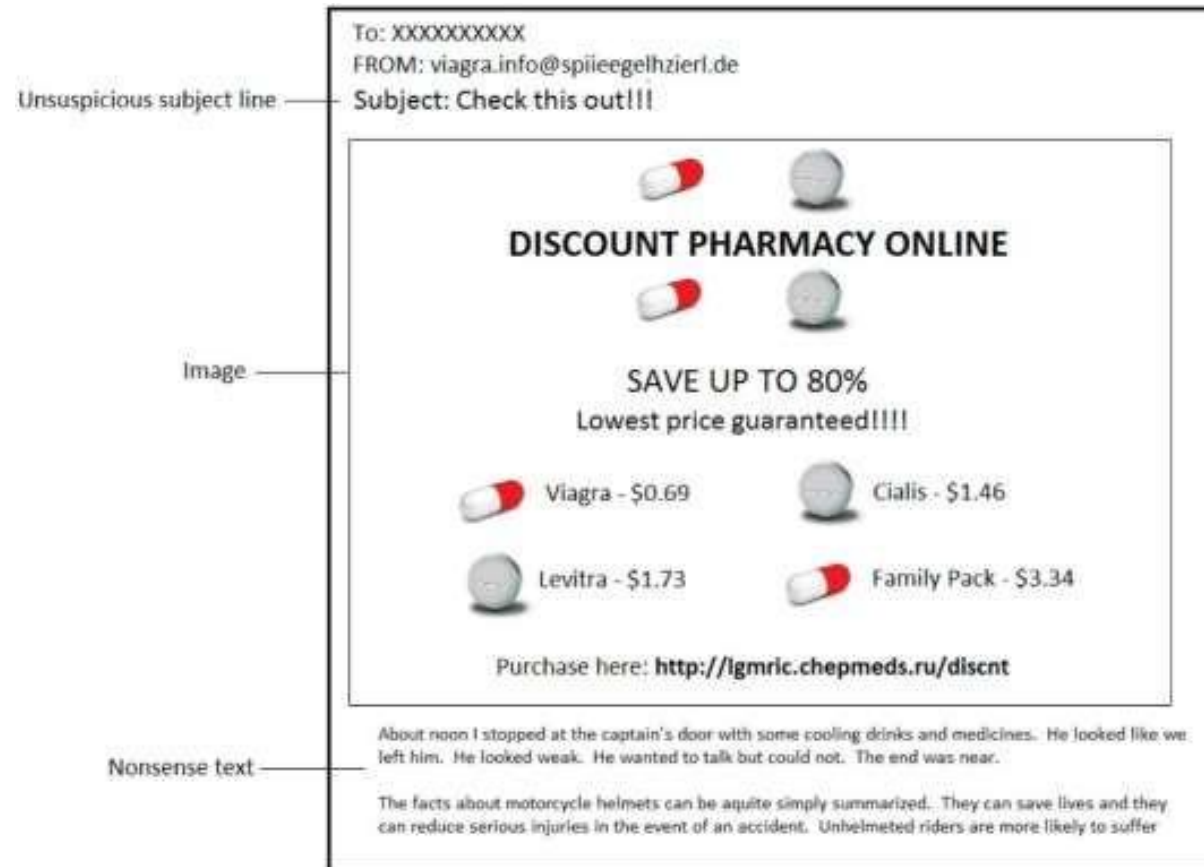 To: XXXXXXXXXX
FROM: viagra.info@spiieegelhzierl.de
Unsuspicious subject line
Subject: Check this out!!!
DISCOUNT PHARMACY ONLINE
Image
SAVE UP TO 80%
Lowest price guaranteed!!!!
Viagra - $0.69
Cialis - $1.46
Levitra - $1.73
Family Pack - $3.34
Purchase here: http://lgmric.chepmeds.ru/discnt
Nonsense text
About noon I stopped at the captain's door with some cooling drinks and medicines. He looked like we
left him. He looked weak. He wanted to talk but could not. The end was near.
The facts about motorcycle helmets can be aquite simply summarized. They can save lives and they
can reduce serious injuries in the event of an accident. Unhelmeted riders are more likely to suffer